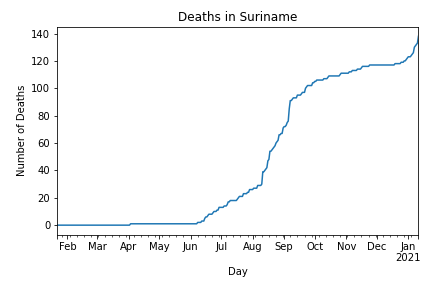 Deaths in Suriname
140
120
100
80
60
40
20
0
Number of Deaths
Feb Mar Apr May Jun Jul Aug Sep Oct Nov Dec Jan
2021
Day